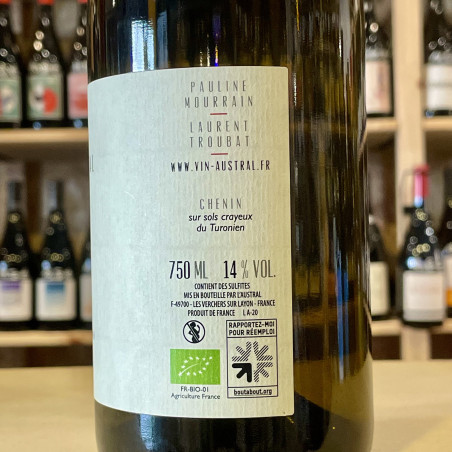 PAULINE
MOURRAIN
LAURENT
TROUBAT
WWW.VIN-AUSTRAL.FR
CHENIN
sur sols crayeux
du Turonien
750 ML 14 % VOL.
CONTIENT DES SULFITES
MIS EN BOUTEILLE PAR L'AUSTRAL
F-49700 - LES VERCHERS SUR LAYON - FRANCE
PRODUIT DE FRANCE L A-20
RAPPORTEZ-MOI
POUR RÉEMPLOI
FR-BIO-01
Agriculture France
boutabout.org